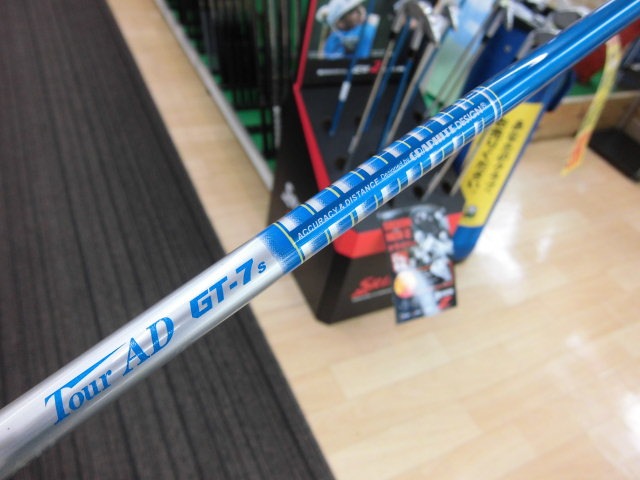 Tour AD GT-7s
ACCURACY & DISTANCE Designed by GRAPHITE DESIGN®